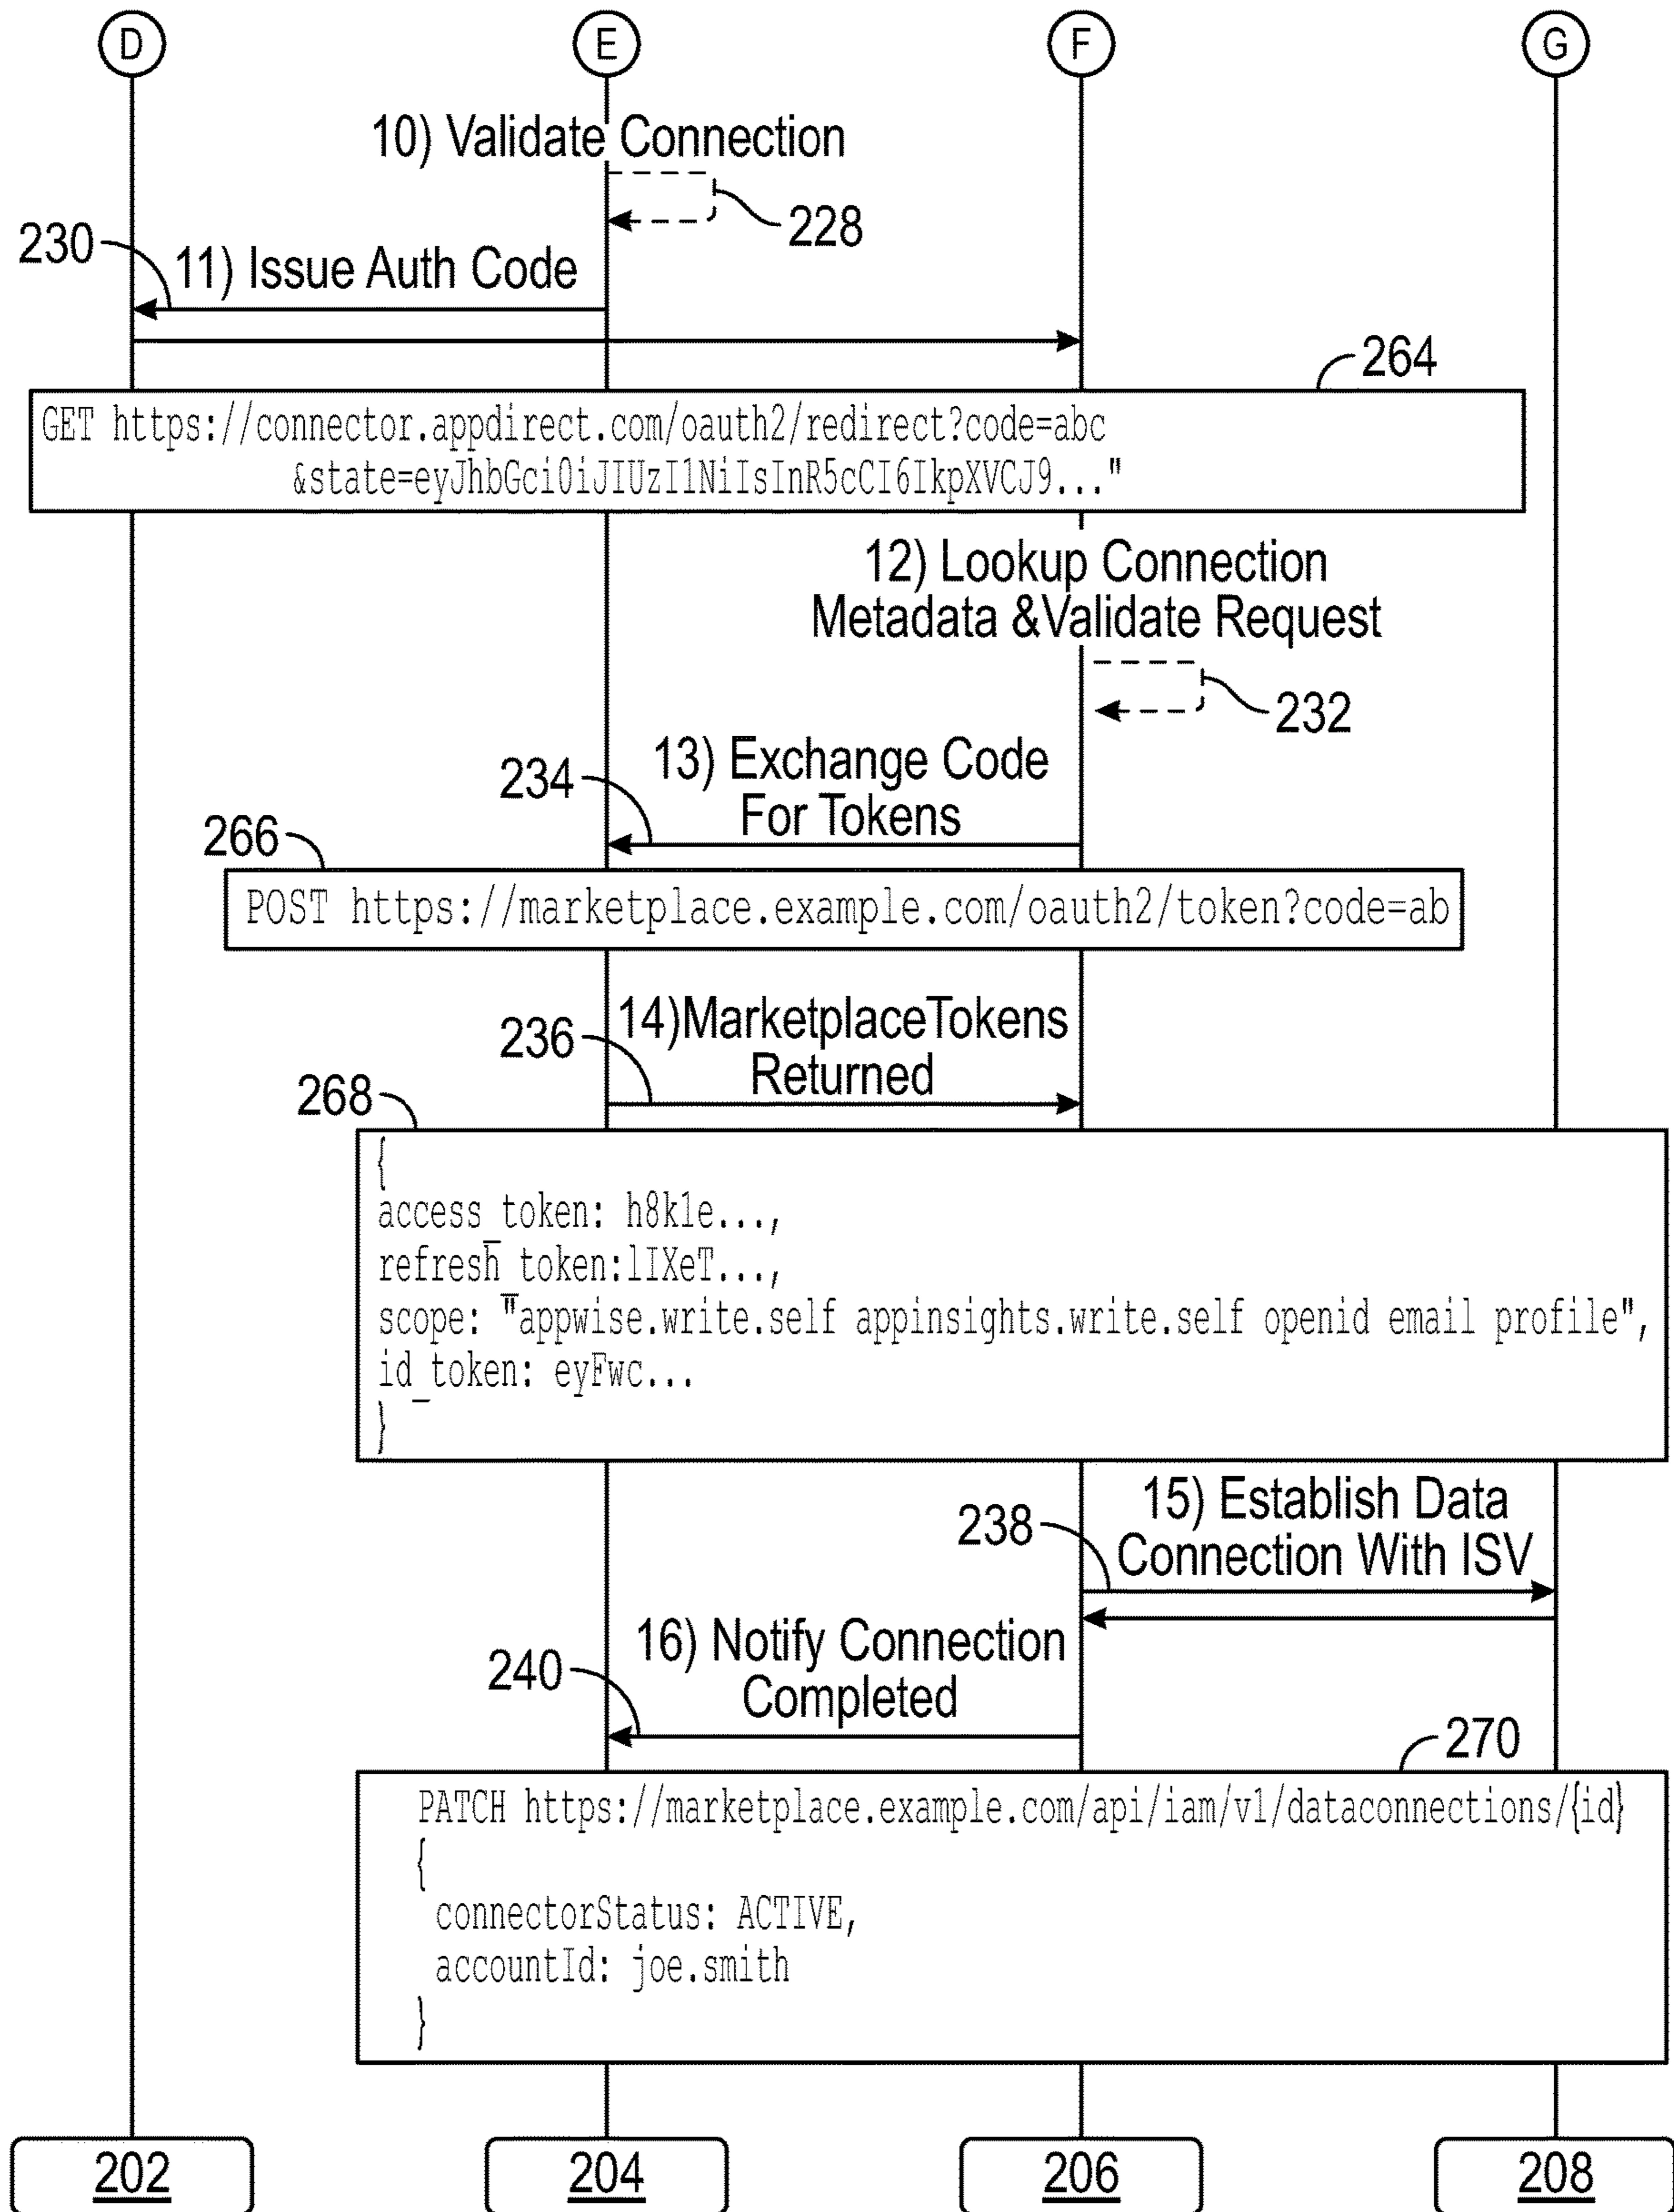 D E F G
10) Validate Connection
228
230
11) Issue Auth Code
264
GET https://connector.appdirect.com/oauth2/redirect?code=abc
&state=eyJhbGci0iJIUzI1NiIsInR5cCI6IkpXVCJ9..."
12) Lookup Connection
Metadata &Validate Request
232
13) Exchange Code
For Tokens
234
266
POST https://marketplace.example.com/oauth2/token?code=ab
14)MarketplaceTokens
Returned
236
268
{
access_token: h8k1e...,
refresh_token:lIXeT...,
scope: "appwise.write.self appinsights.write.self openid email profile",
id_token: eyFwc...
}
15) Establish Data
Connection With ISV
238
16) Notify Connection
Completed
240
270
PATCH https://marketplace.example.com/api/iam/v1/dataconnections/{id}
{
connectorStatus: ACTIVE,
accountId: joe.smith
}
202 204 206 208